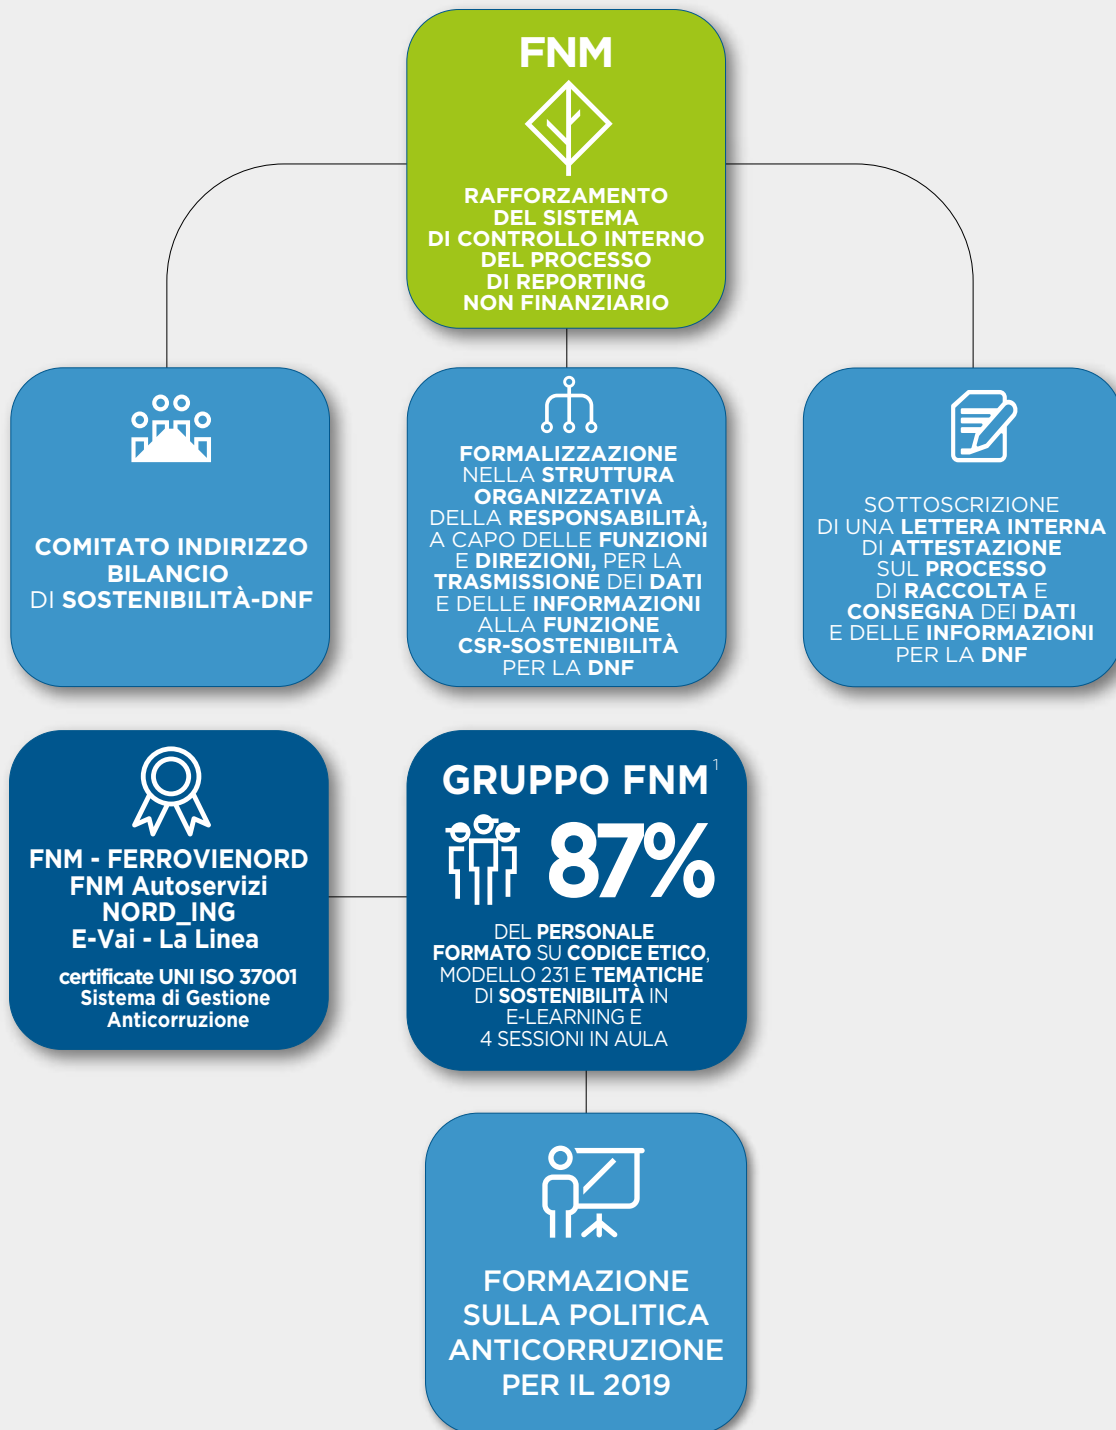 FNM
RAFFORZAMENTO
DEL SISTEMA
DI CONTROLLO INTERNO
DEL PROCESSO
DI REPORTING
NON FINANZIARIO
COMITATO INDIRIZZO
BILANCIO
DI SOSTENIBILITÀ-DNF
FORMALIZZAZIONE
NELLA STRUTTURA
ORGANIZZATIVA
DELLA RESPONSABILITÀ,
A CAPO DELLE FUNZIONI
E DIREZIONI, PER LA
TRASMISSIONE DEI DATI
E DELLE INFORMAZIONI
ALLA FUNZIONE
CSR-SOSTENIBILITÀ
PER LA DNF
SOTTOSCRIZIONE
DI UNA LETTERA INTERNA
DI ATTESTAZIONE
SUL PROCESSO
DI RACCOLTA E
CONSEGNA DEI DATI
E DELLE INFORMAZIONI
PER LA DNF
FNM - FERROVIENORD
FNM Autoservizi
NORD_ING
E-Vai - La Linea
certificate UNI ISO 37001
Sistema di Gestione
Anticorruzione
GRUPPO FNM 1
87%
DEL PERSONALE
FORMATO SU CODICE ETICO,
MODELLO 231 E TEMATICHE
DI SOSTENIBILITÀ IN
E-LEARNING E
4 SESSIONI IN AULA
FORMAZIONE
SULLA POLITICA
ANTICORRUZIONE
PER IL 2019